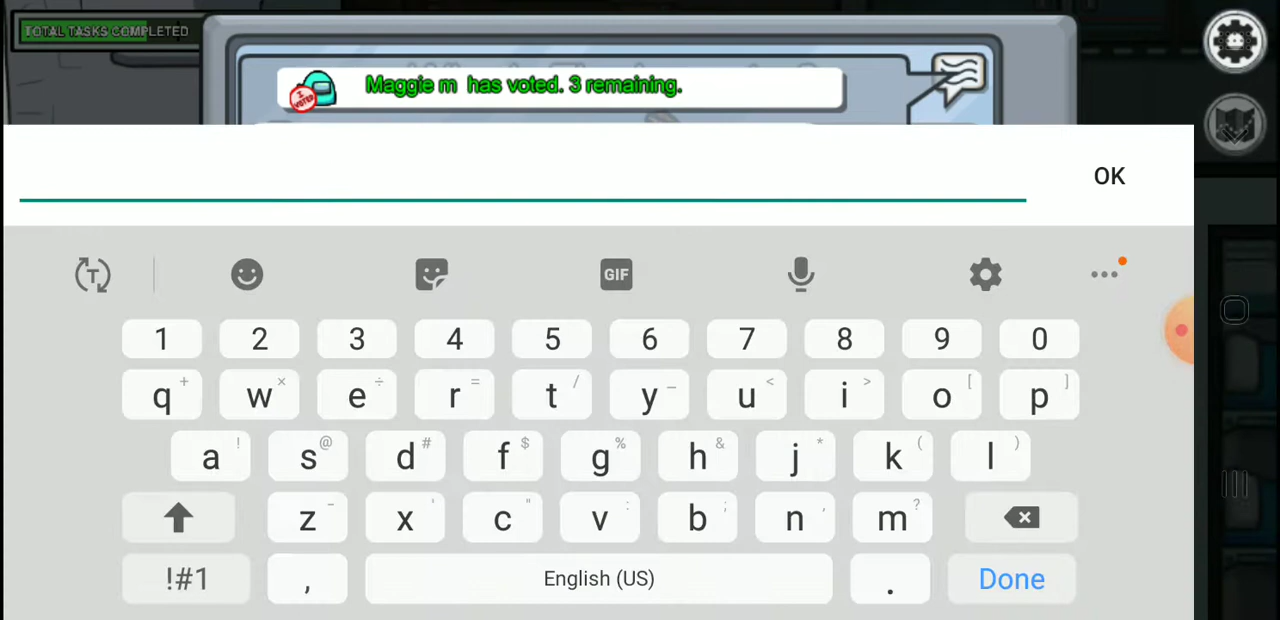 TOTAL TASKS COMPLETED
I VOTED
Maggie m has voted. 3 remaining.
OK
T
GIF
1 2 3 4 5 6 7 8 9 0
q + w × e ÷ r = t / y _ u < i > o [ p ]
a ! s @ d # f $ g % h & j * k ( l )
z - x ' c " v : b ; n , m ?
!#1 , English (US) . Done